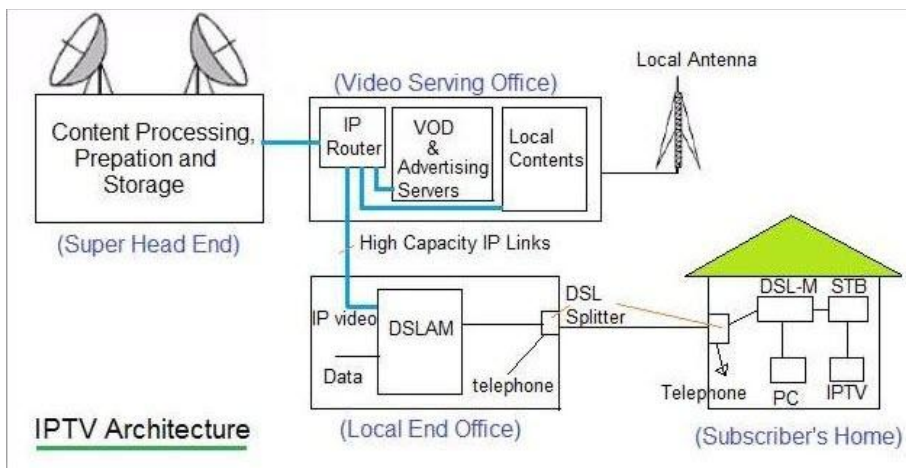 Local Antenna
(Video Serving Office)
Content Processing,
Prepation and
Storage
IP
Router
VOD
&
Advertising
Servers
Local
Contents
(Super Head End)
High Capacity IP Links
DSL
Splitter
DSL-M
STB
IP video
DSLAM
Data
telephone
Telephone
PC
IPTV
IPTV Architecture
(Local End Office)
(Subscriber's Home)